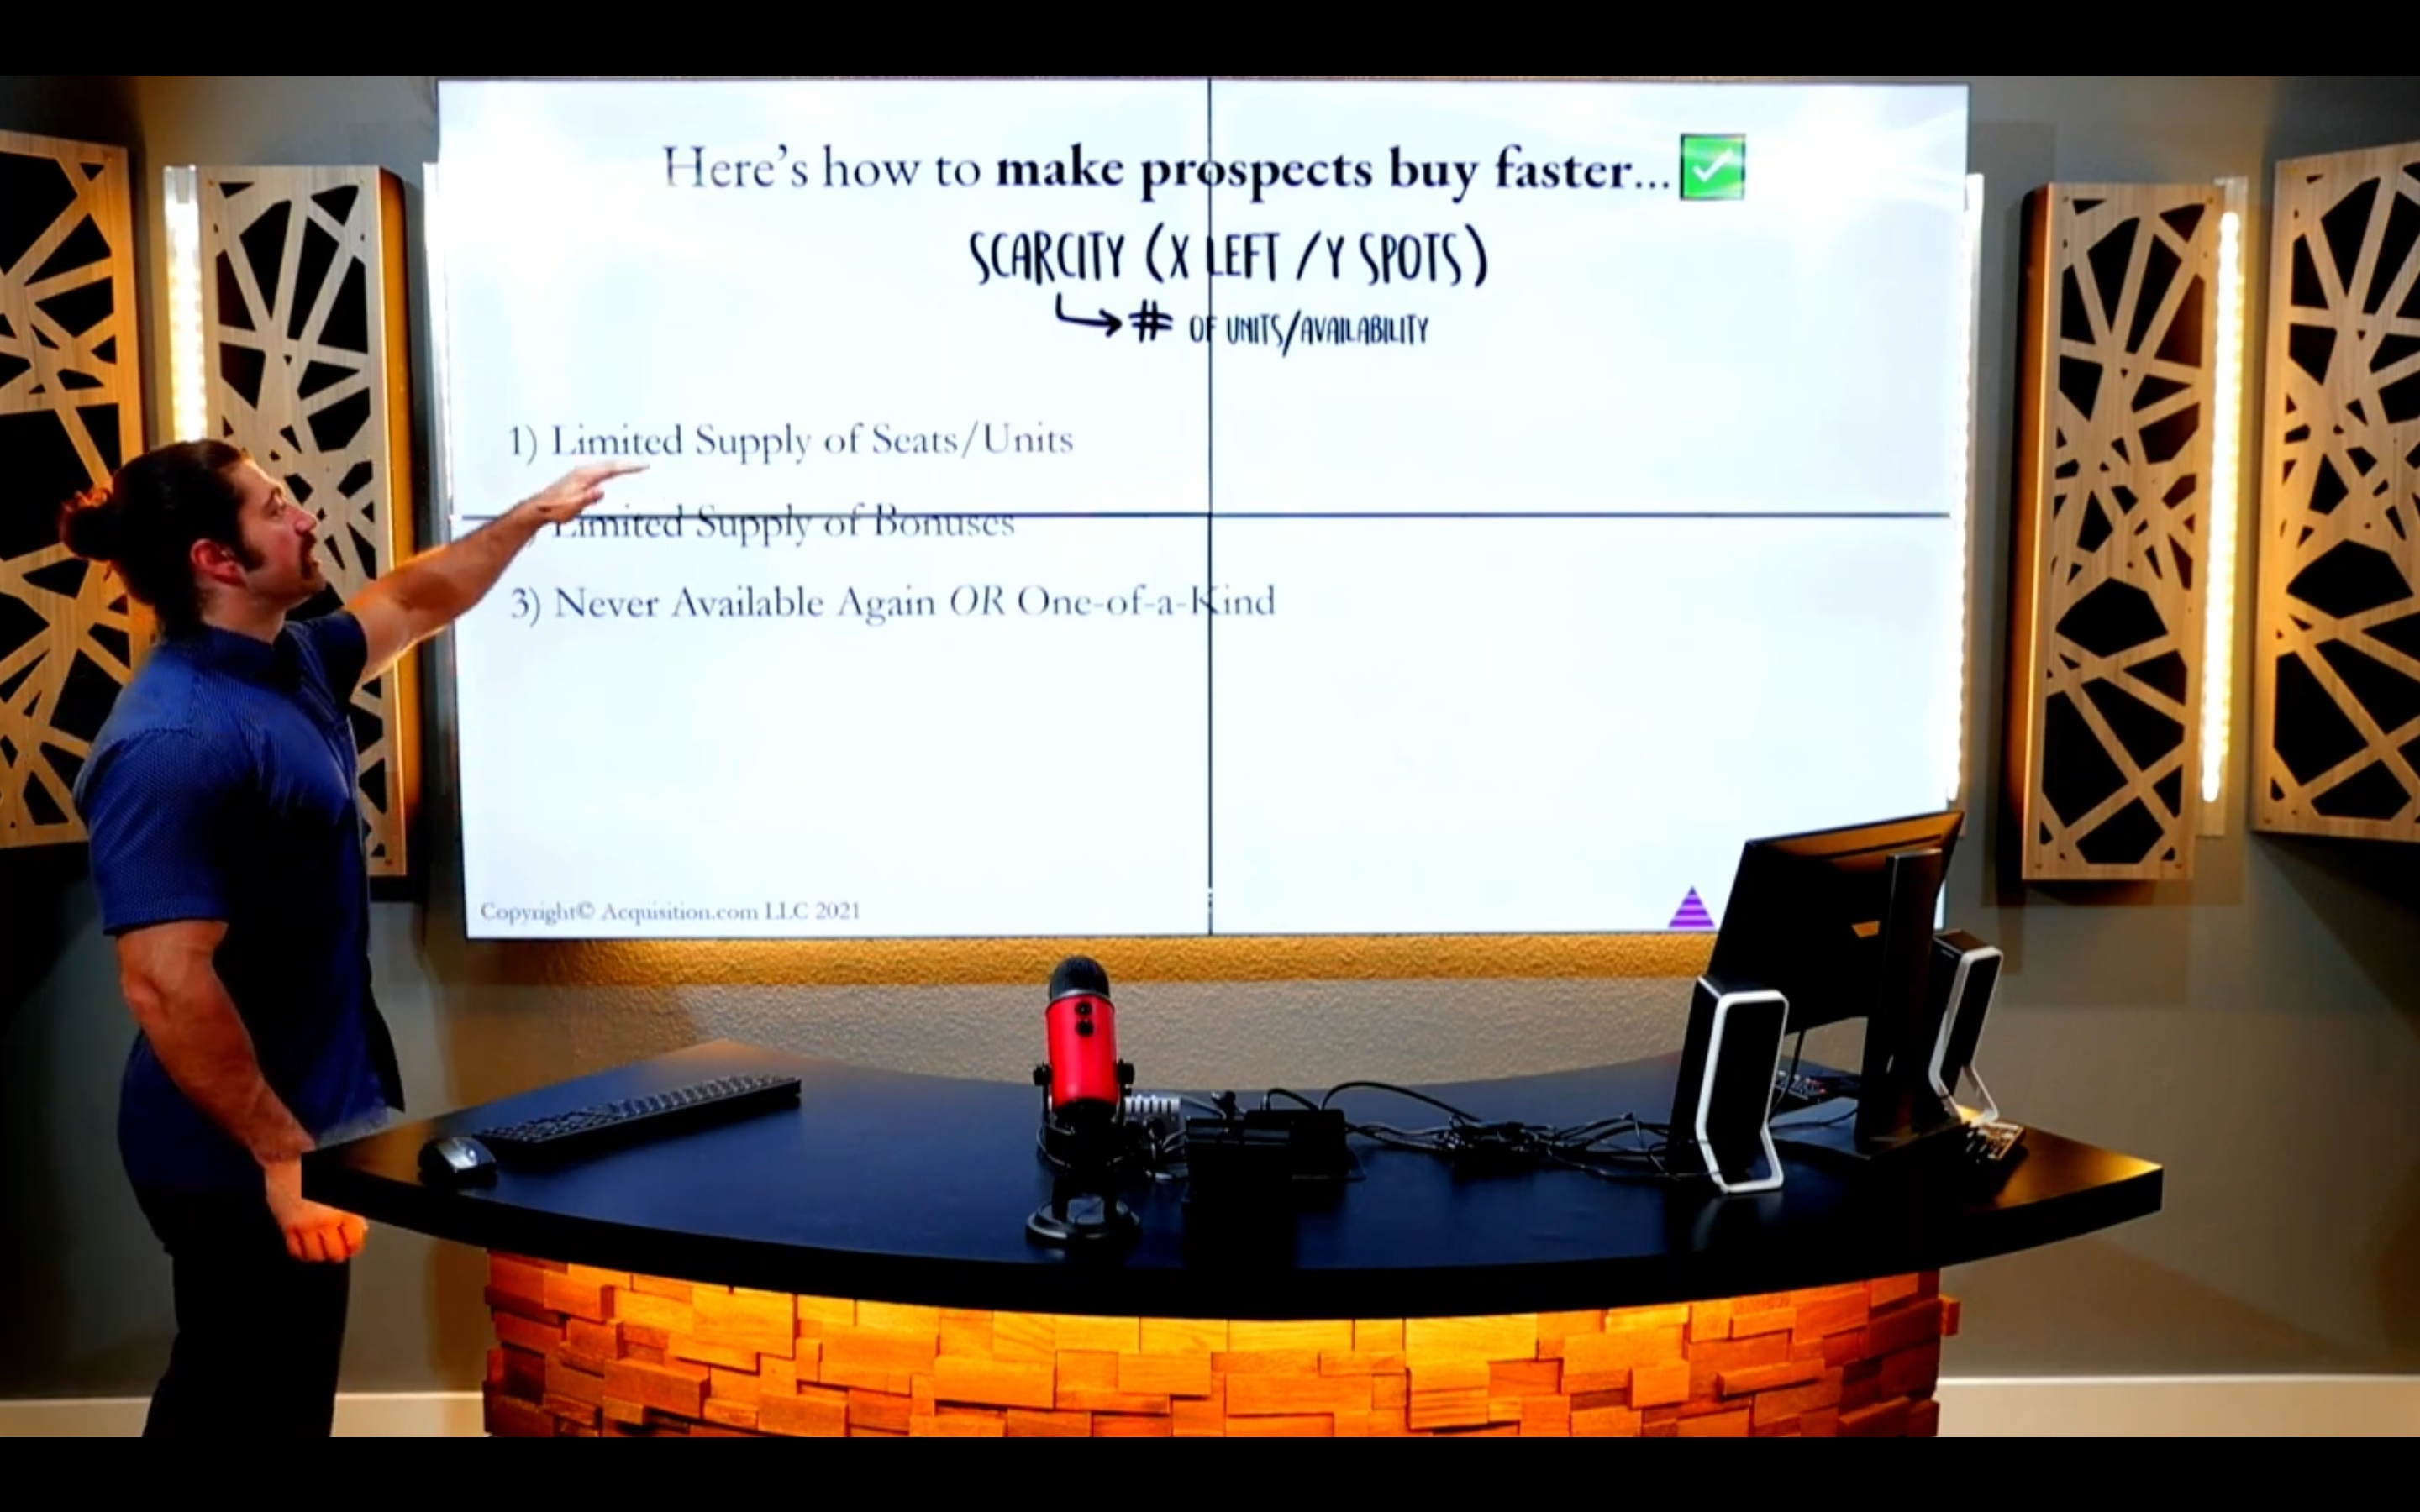 Here's how to make prospects buy faster...
SCARCITY (X LEFT / Y SPOTS)
# OF UNITS/AVAILABILITY
1) Limited Supply of Seats/Units
) Limited Supply of Bonuses
3) Never Available Again OR One-of-a-Kind
Copyright© Acquisition.com LLC 2021